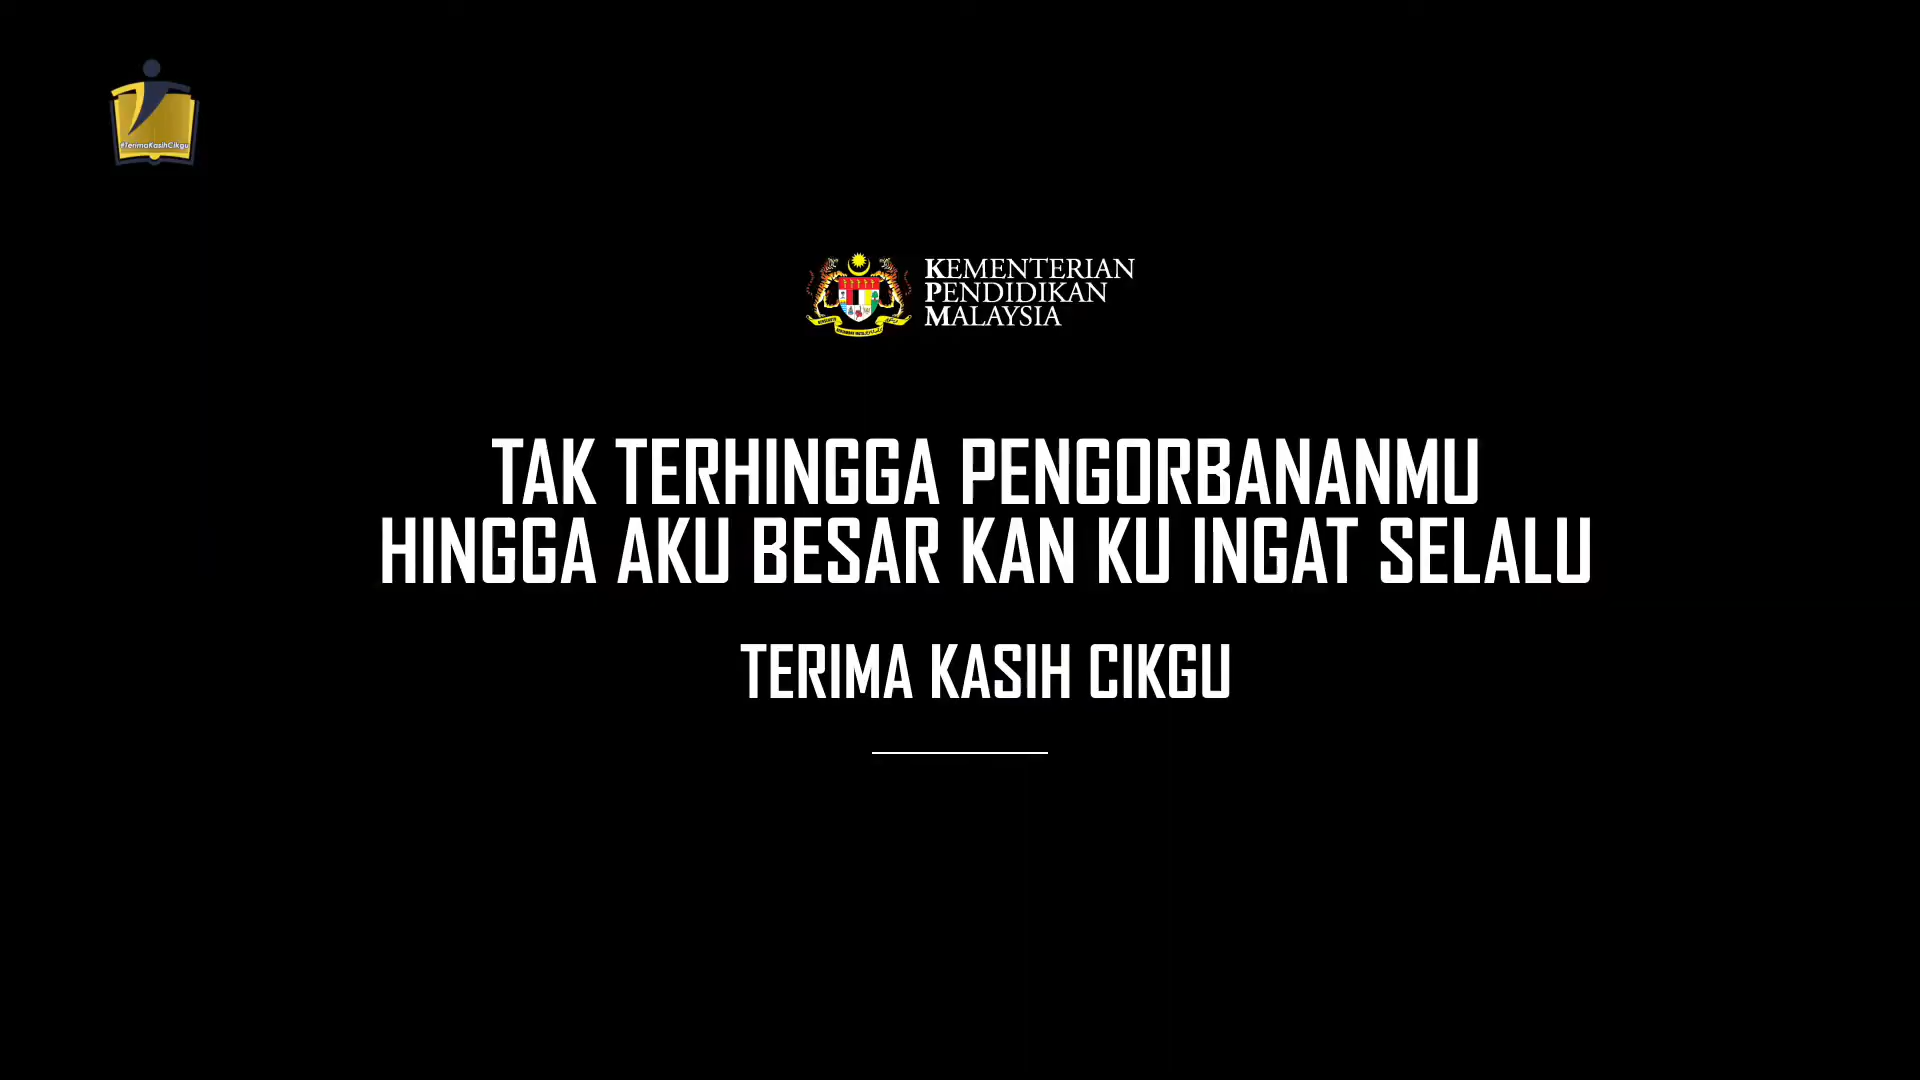 #TerimaKasihCikgu
KEMENTERIAN
PENDIDIKAN
MALAYSIA
TAK TERHINGGA PENGORBANANMU
HINGGA AKU BESAR KAN KU INGAT SELALU
TERIMA KASIH CIKGU